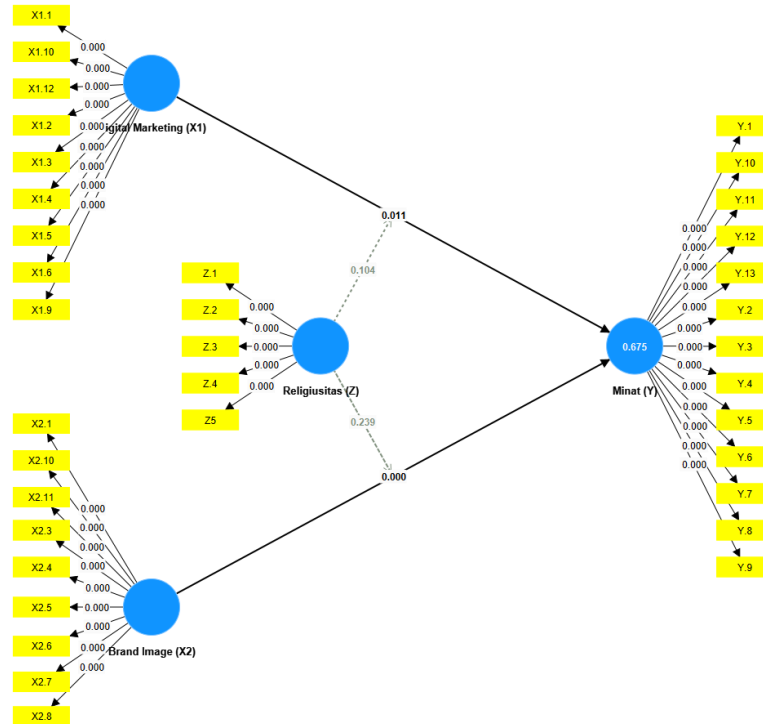 X1.1
X1.10
X1.12
X1.2
X1.3
X1.4
X1.5
X1.6
X1.9
0.000
0.000
0.000
0.000
0.000
0.000
0.000
0.000
0.000
igital Marketing (X1)
0.011
0.104
Z.1
Z.2
Z.3
Z.4
Z5
0.000
0.000
0.000
0.000
0.000
Religiusitas (Z)
0.239
0.000
X2.1
X2.10
X2.11
X2.3
X2.4
X2.5
X2.6
X2.7
X2.8
0.000
0.000
0.000
0.000
0.000
0.000
0.000
0.000
0.000
Brand Image (X2)
0.675
Minat (Y)
0.000
0.000
0.000
0.000
0.000
0.000
0.000
0.000
0.000
0.000
0.000
0.000
0.000
Y.1
Y.10
Y.11
Y.12
Y.13
Y.2
Y.3
Y.4
Y.5
Y.6
Y.7
Y.8
Y.9